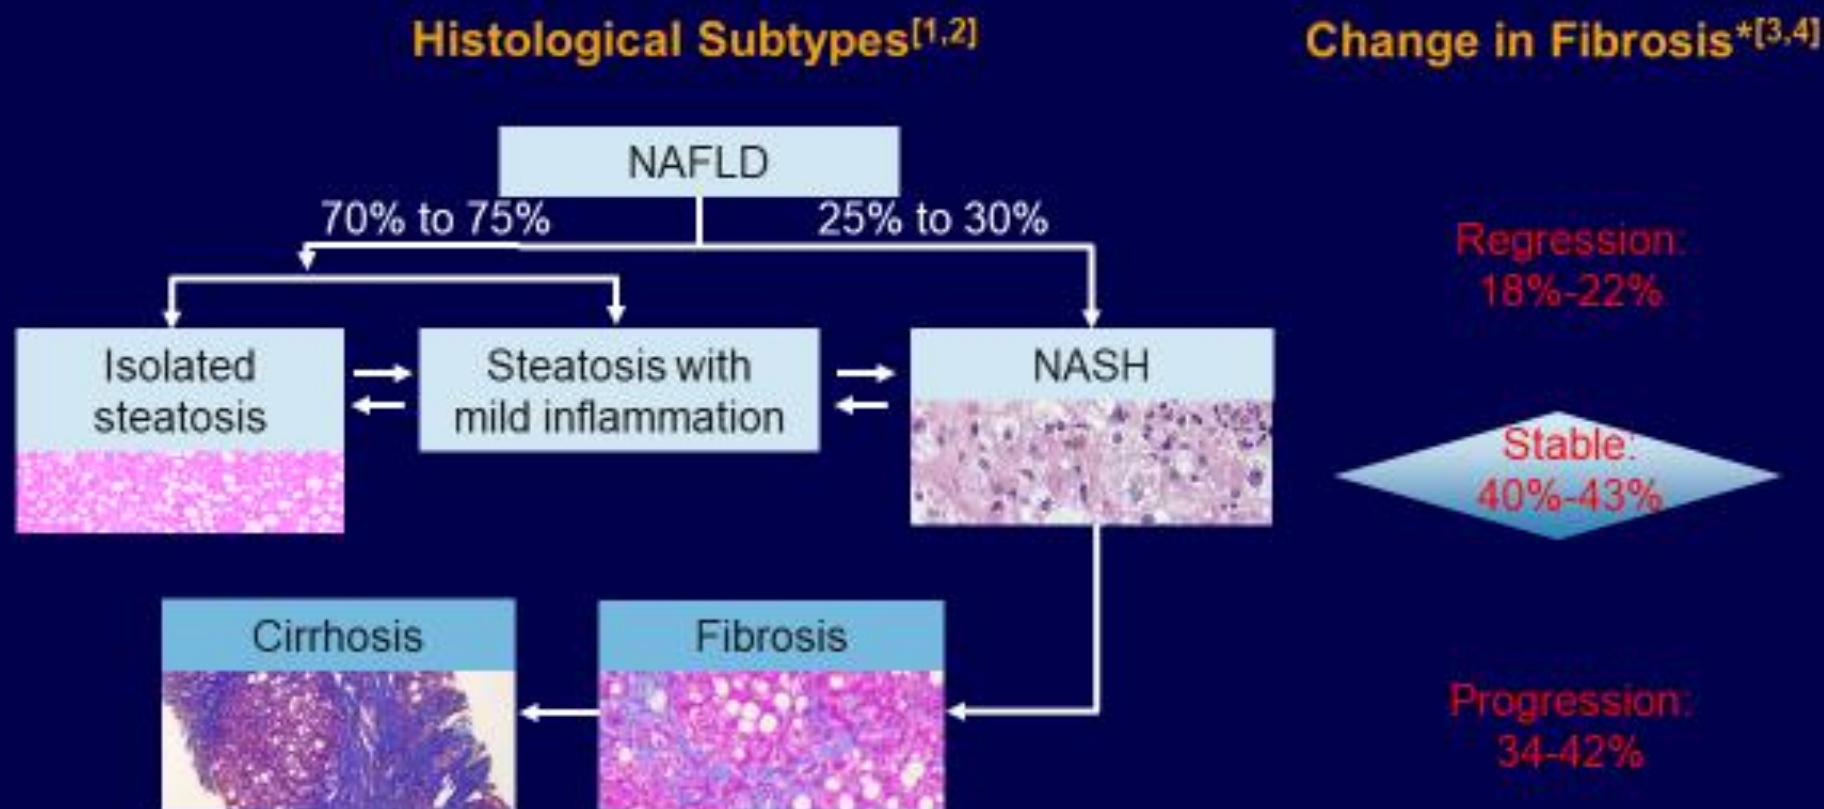 Histological Subtypes[1,2]
Change in Fibrosis*[3,4]
NAFLD
70% to 75%
25% to 30%
Regression:
18%-22%
Isolated
steatosis
Steatosis with
mild inflammation
NASH
Stable:
40%-43%
Cirrhosis
Fibrosis
Progression:
34-42%